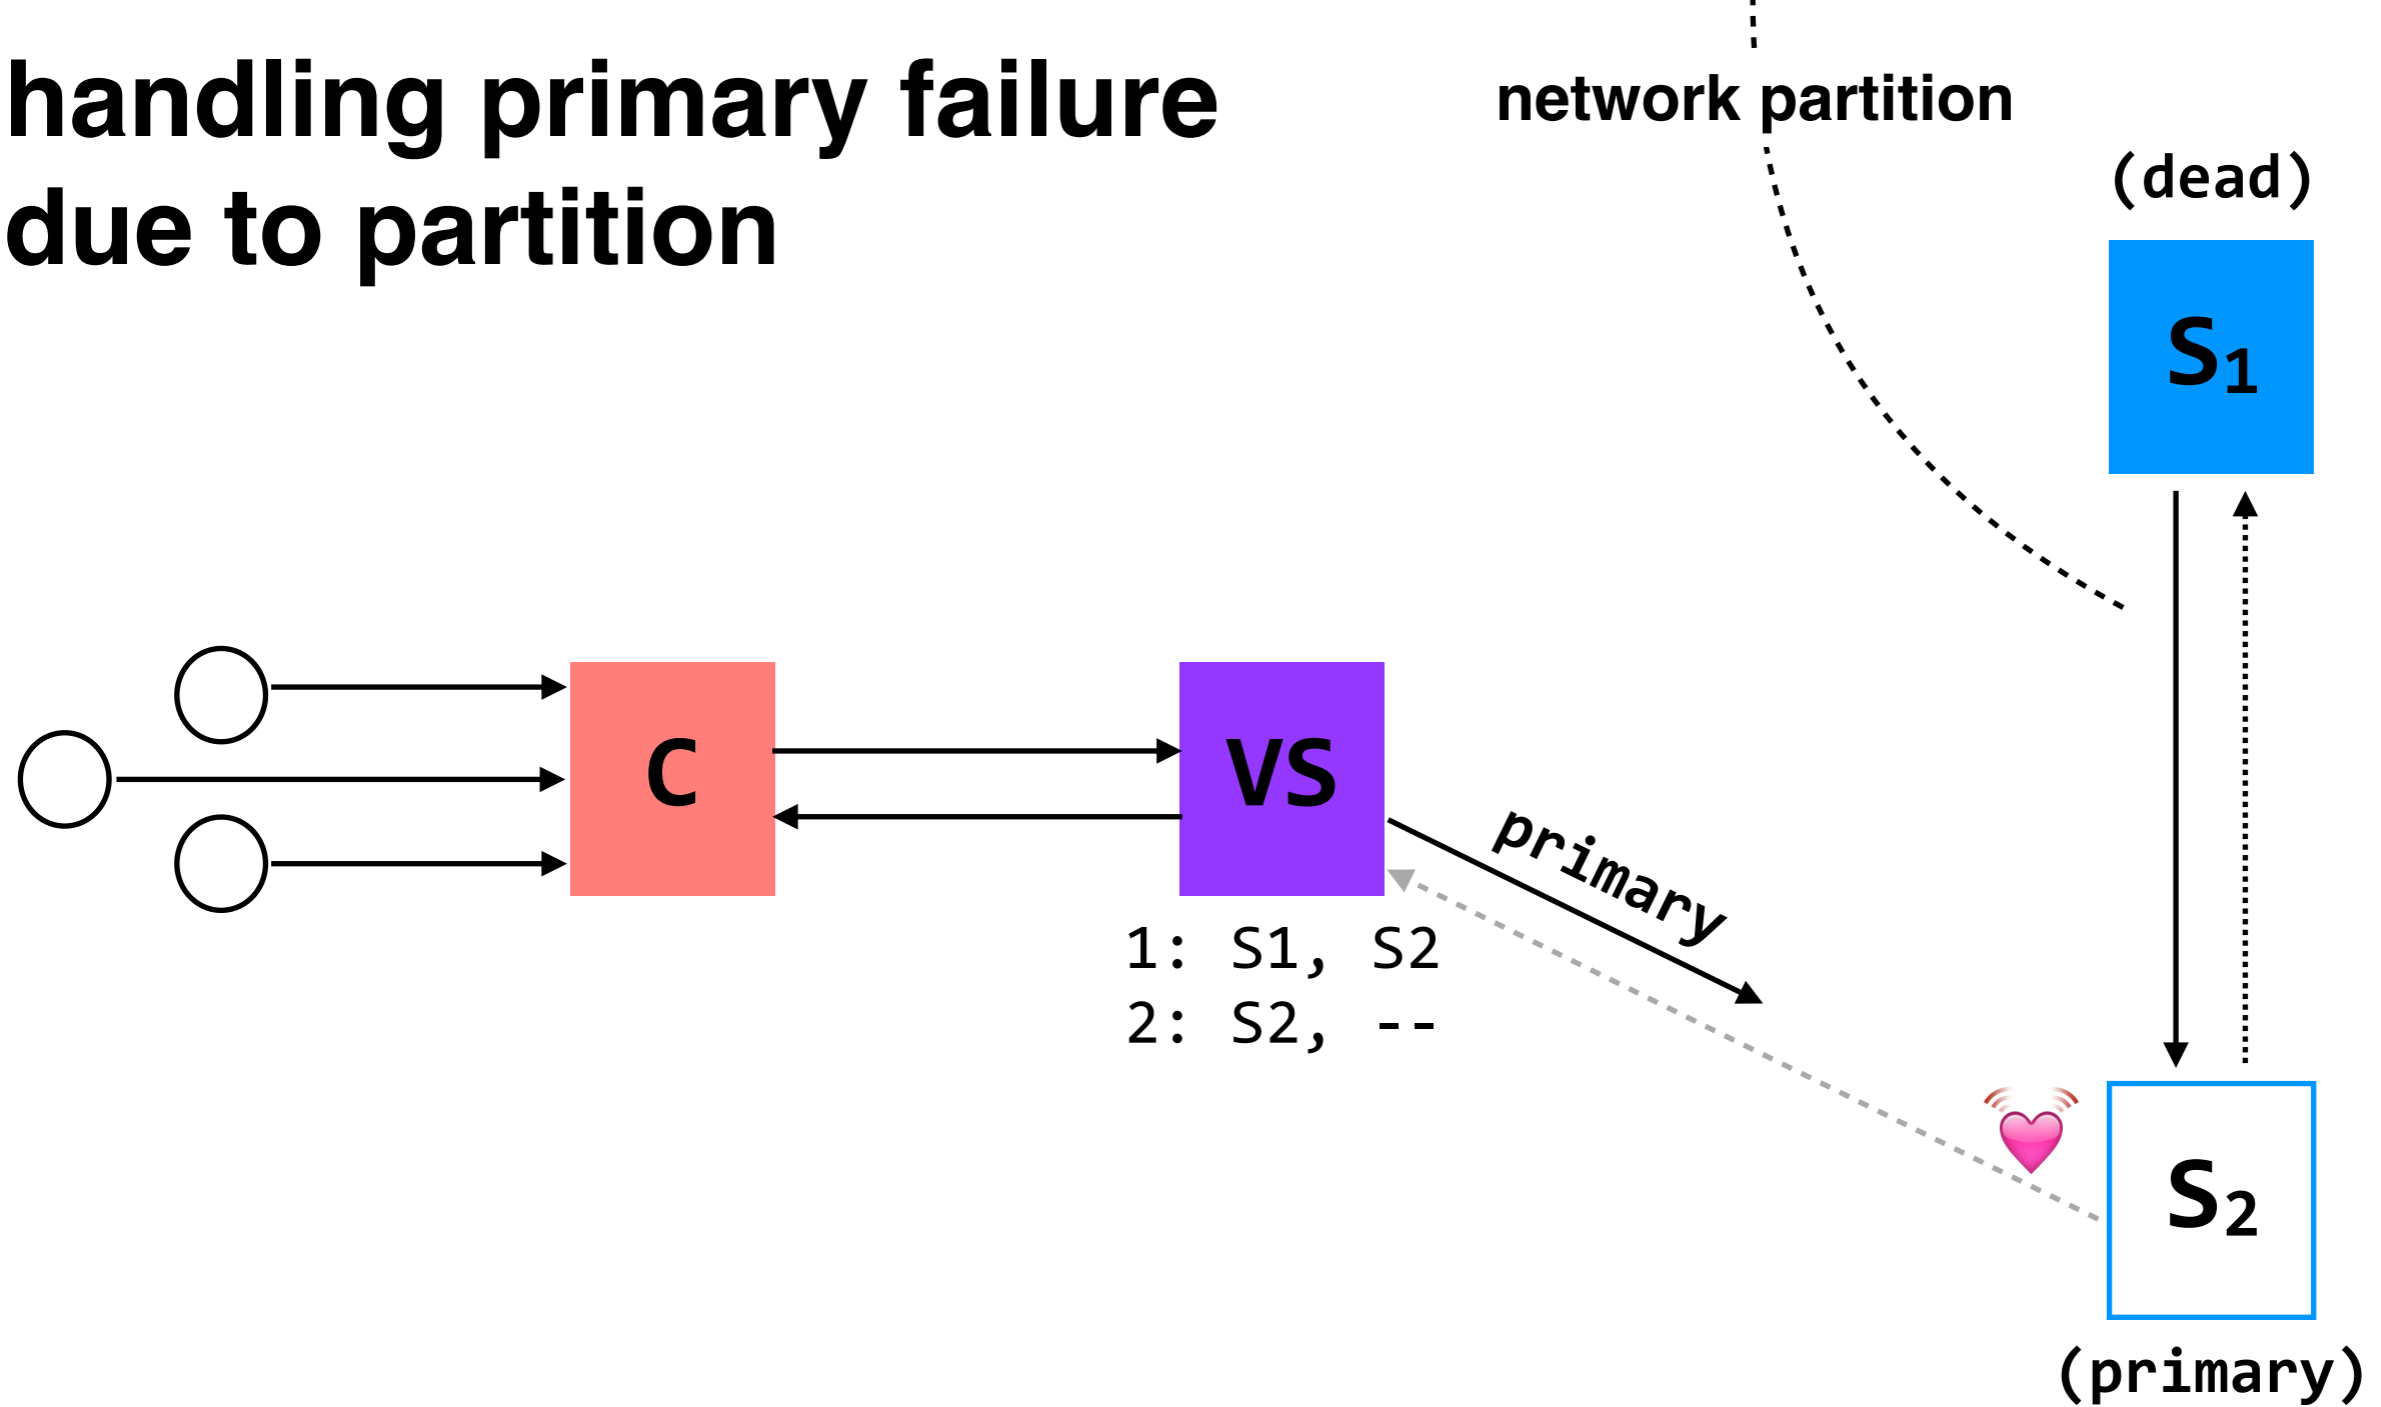 handling primary failure
due to partition
network partition
(dead)
S₁
C
VS
primary
1: S1, S2
2: S2, --
S₂
(primary)